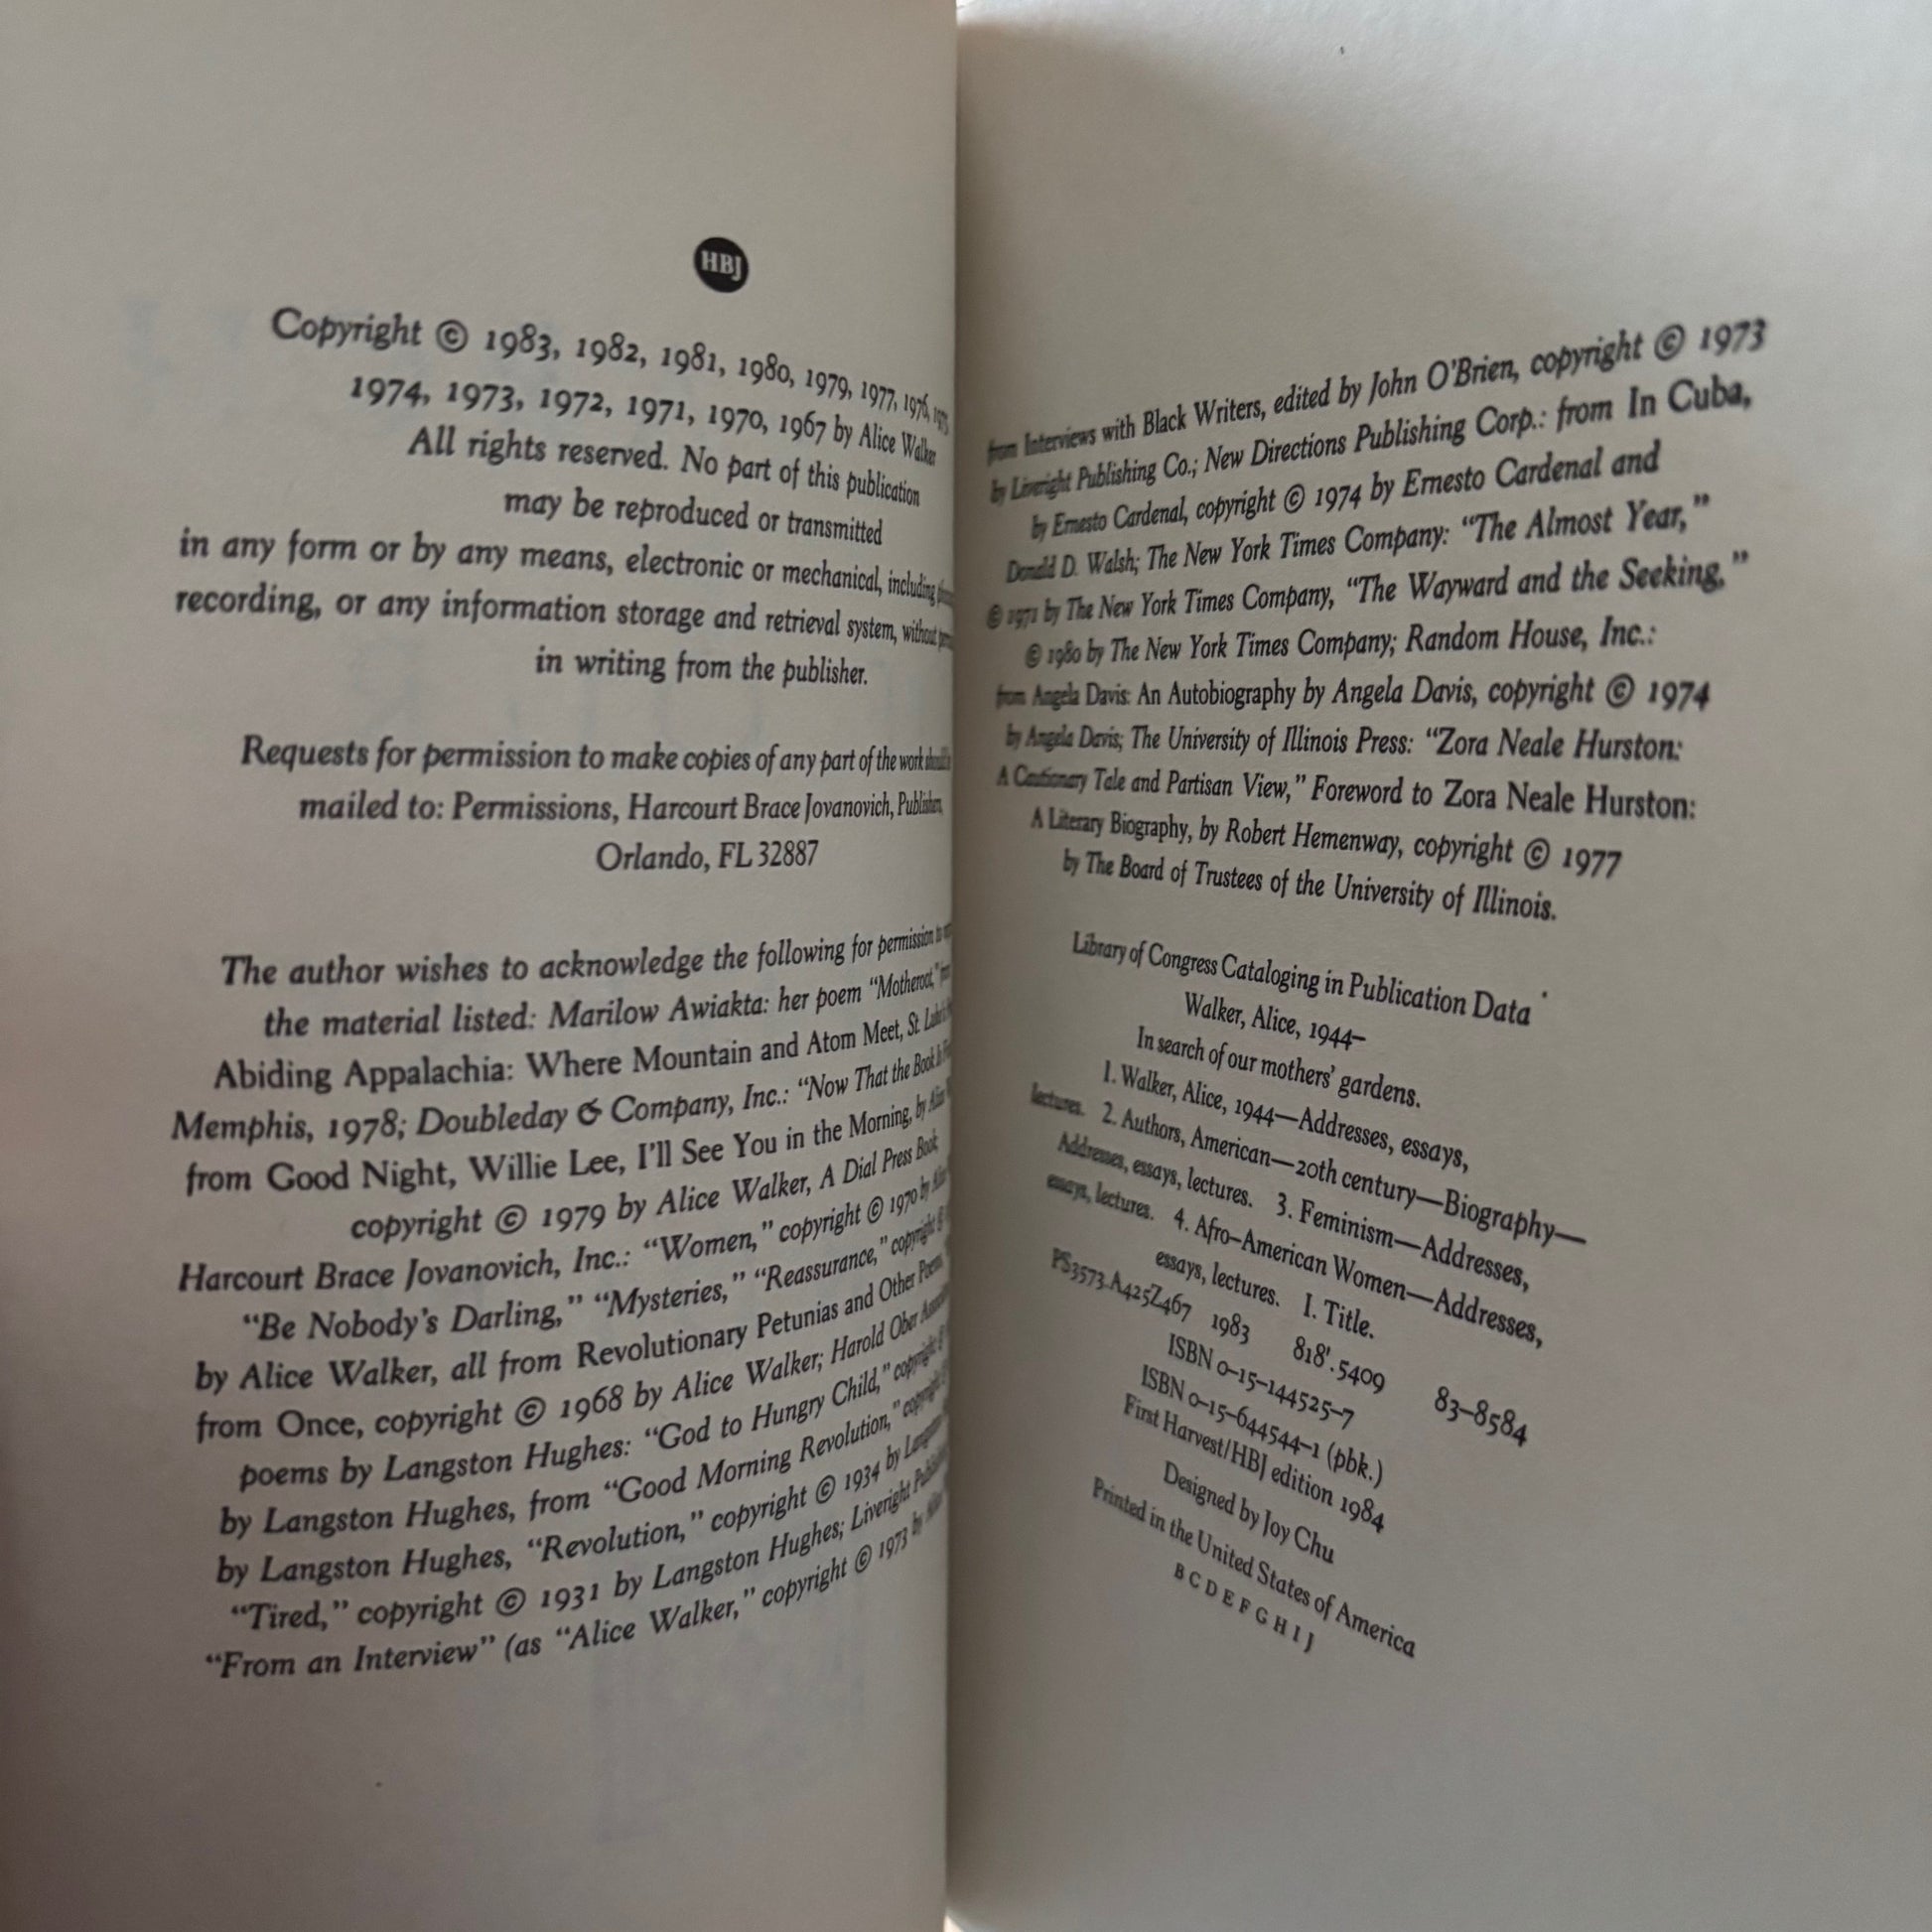 HBJ
Copyright © 1983, 1982, 1981, 1980, 1979, 1977, 1976, 1975
1974, 1973, 1972, 1971, 1970, 1967 by Alice Walker
All rights reserved. No part of this publication
may be reproduced or transmitted
in any form or by any means, electronic or mechanical, including
recording, or any information storage and retrieval system, without
in writing from the publisher.
Requests for permission to make copies of any part of the work should
mailed to: Permissions, Harcourt Brace Jovanovich, Publishers,
Orlando, FL 32887
The author wishes to acknowledge the following for permission to
the material listed: Marilow Awiakta: her poem “Motheroot,”
Abiding Appalachia: Where Mountain and Atom Meet, St. Luke's
Memphis, 1978; Doubleday & Company, Inc.: “Now That the Book Is
from Good Night, Willie Lee, I'll See You in the Morning, by Alice
copyright © 1979 by Alice Walker, A Dial Press Book
Harcourt Brace Jovanovich, Inc.: “Women,” copyright © 1970 by Alice
“Be Nobody's Darling,” “Mysteries,” “Reassurance,” copyright ©
by Alice Walker, all from Revolutionary Petunias and Other Poems
from Once, copyright © 1968 by Alice Walker; Harold Ober
poems by Langston Hughes: “God to Hungry Child,” copyright ©
by Langston Hughes, from “Good Morning Revolution,” copyright
by Langston Hughes, “Revolution,” copyright © 1934 by Langston
“Tired,” copyright © 1931 by Langston Hughes; Liveright
“From an Interview” (as “Alice Walker,” copyright © 1973 by
from Interviews with Black Writers, edited by John O'Brien, copyright © 1973
by Liveright Publishing Co.; New Directions Publishing Corp.: from In Cuba,
by Ernesto Cardenal, copyright © 1974 by Ernesto Cardenal and
Donald D. Walsh; The New York Times Company: “The Almost Year,”
© 1971 by The New York Times Company, “The Wayward and the Seeking,”
© 1980 by The New York Times Company; Random House, Inc.:
from Angela Davis: An Autobiography by Angela Davis, copyright © 1974
by Angela Davis; The University of Illinois Press: “Zora Neale Hurston:
A Cautionary Tale and Partisan View,” Foreword to Zora Neale Hurston:
A Literary Biography, by Robert Hemenway, copyright © 1977
by The Board of Trustees of the University of Illinois.
Library of Congress Cataloging in Publication Data
Walker, Alice, 1944–
In search of our mothers' gardens.
1. Walker, Alice, 1944—Addresses, essays,
lectures. 2. Authors, American—20th century—Biography—
Addresses, essays, lectures. 3. Feminism—Addresses,
essays, lectures. 4. Afro-American Women—Addresses,
essays, lectures. I. Title.
PS3573.A425Z467 1983 818'.5409 83–8584
ISBN 0–15–144525–7
ISBN 0–15–644544–1 (pbk.)
First Harvest/HBJ edition 1984
Designed by Joy Chu
Printed in the United States of America
B C D E F G H I J